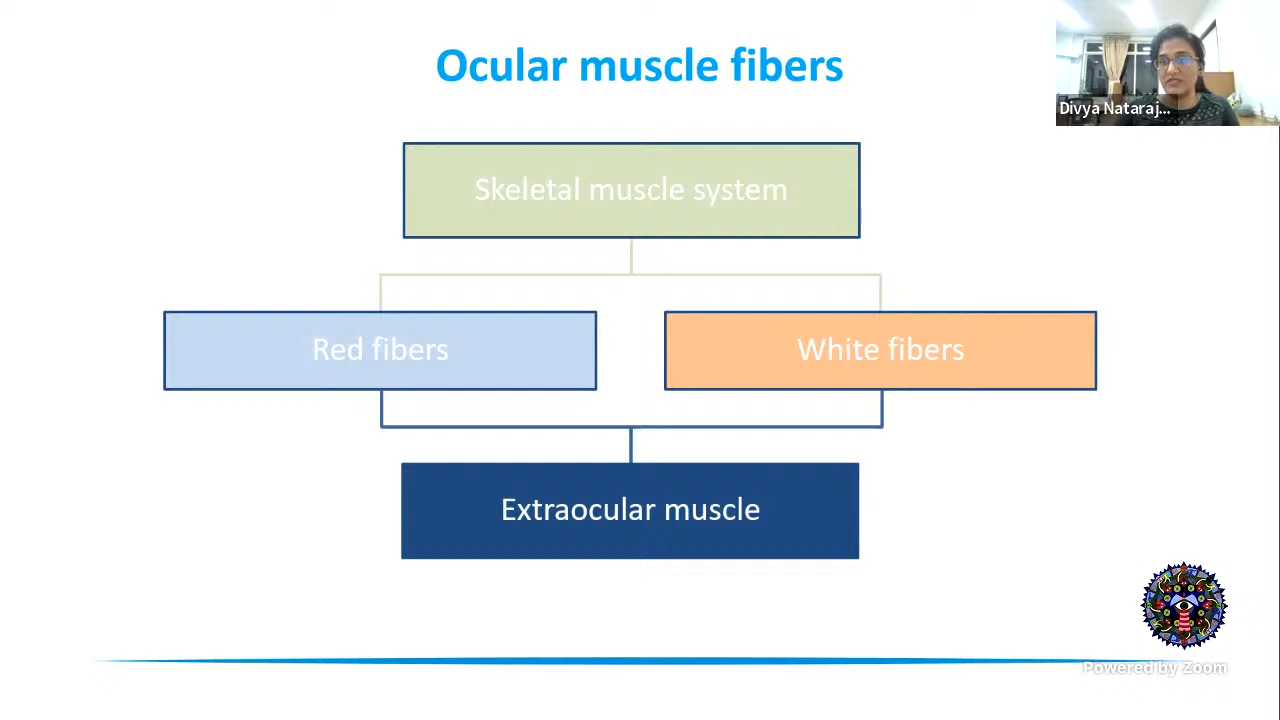 Ocular muscle fibers
Divya Nataraj...
Skeletal muscle system
Red fibers
White fibers
Extraocular muscle
Powered by Zoom